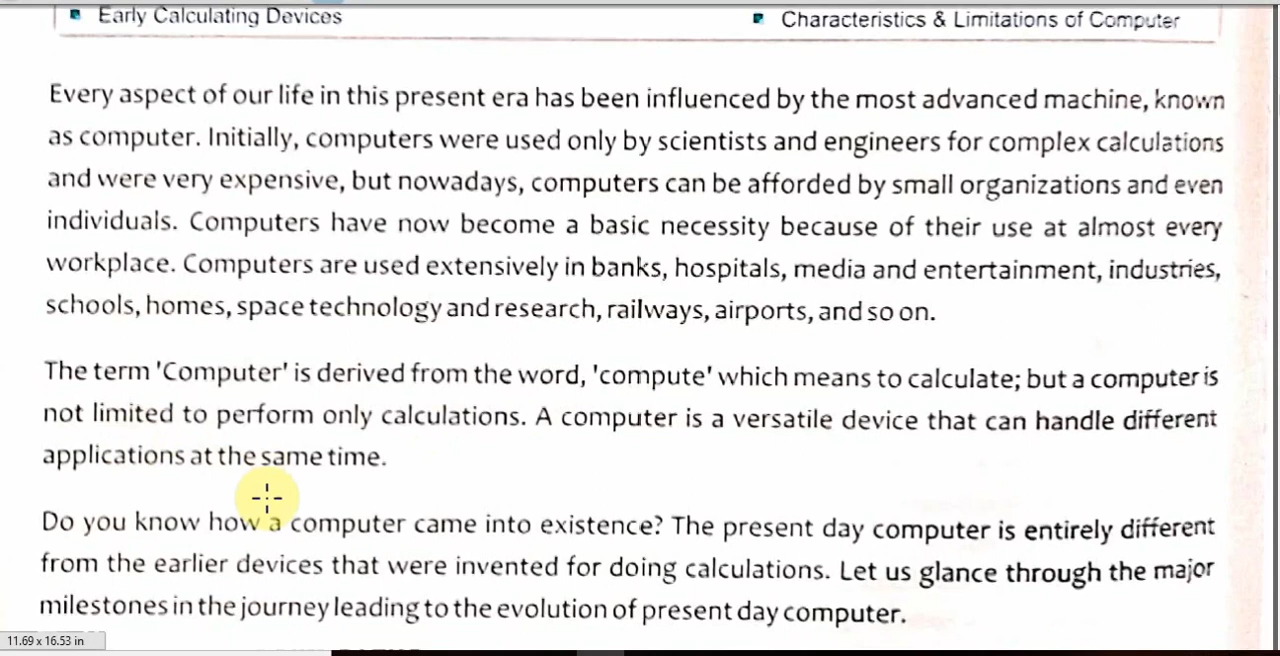 Early Calculating Devices
Characteristics & Limitations of Computer
Every aspect of our life in this present era has been influenced by the most advanced machine, known
as computer. Initially, computers were used only by scientists and engineers for complex calculations
and were very expensive, but nowadays, computers can be afforded by small organizations and even
individuals. Computers have now become a basic necessity because of their use at almost every
workplace. Computers are used extensively in banks, hospitals, media and entertainment, industries,
schools, homes, space technology and research, railways, airports, and so on.
The term 'Computer' is derived from the word, 'compute' which means to calculate; but a computer is
not limited to perform only calculations. A computer is a versatile device that can handle different
applications at the same time.
Do you know how a computer came into existence? The present day computer is entirely different
from the earlier devices that were invented for doing calculations. Let us glance through the major
milestones in the journey leading to the evolution of present day computer.
11.69 x 16.53 in